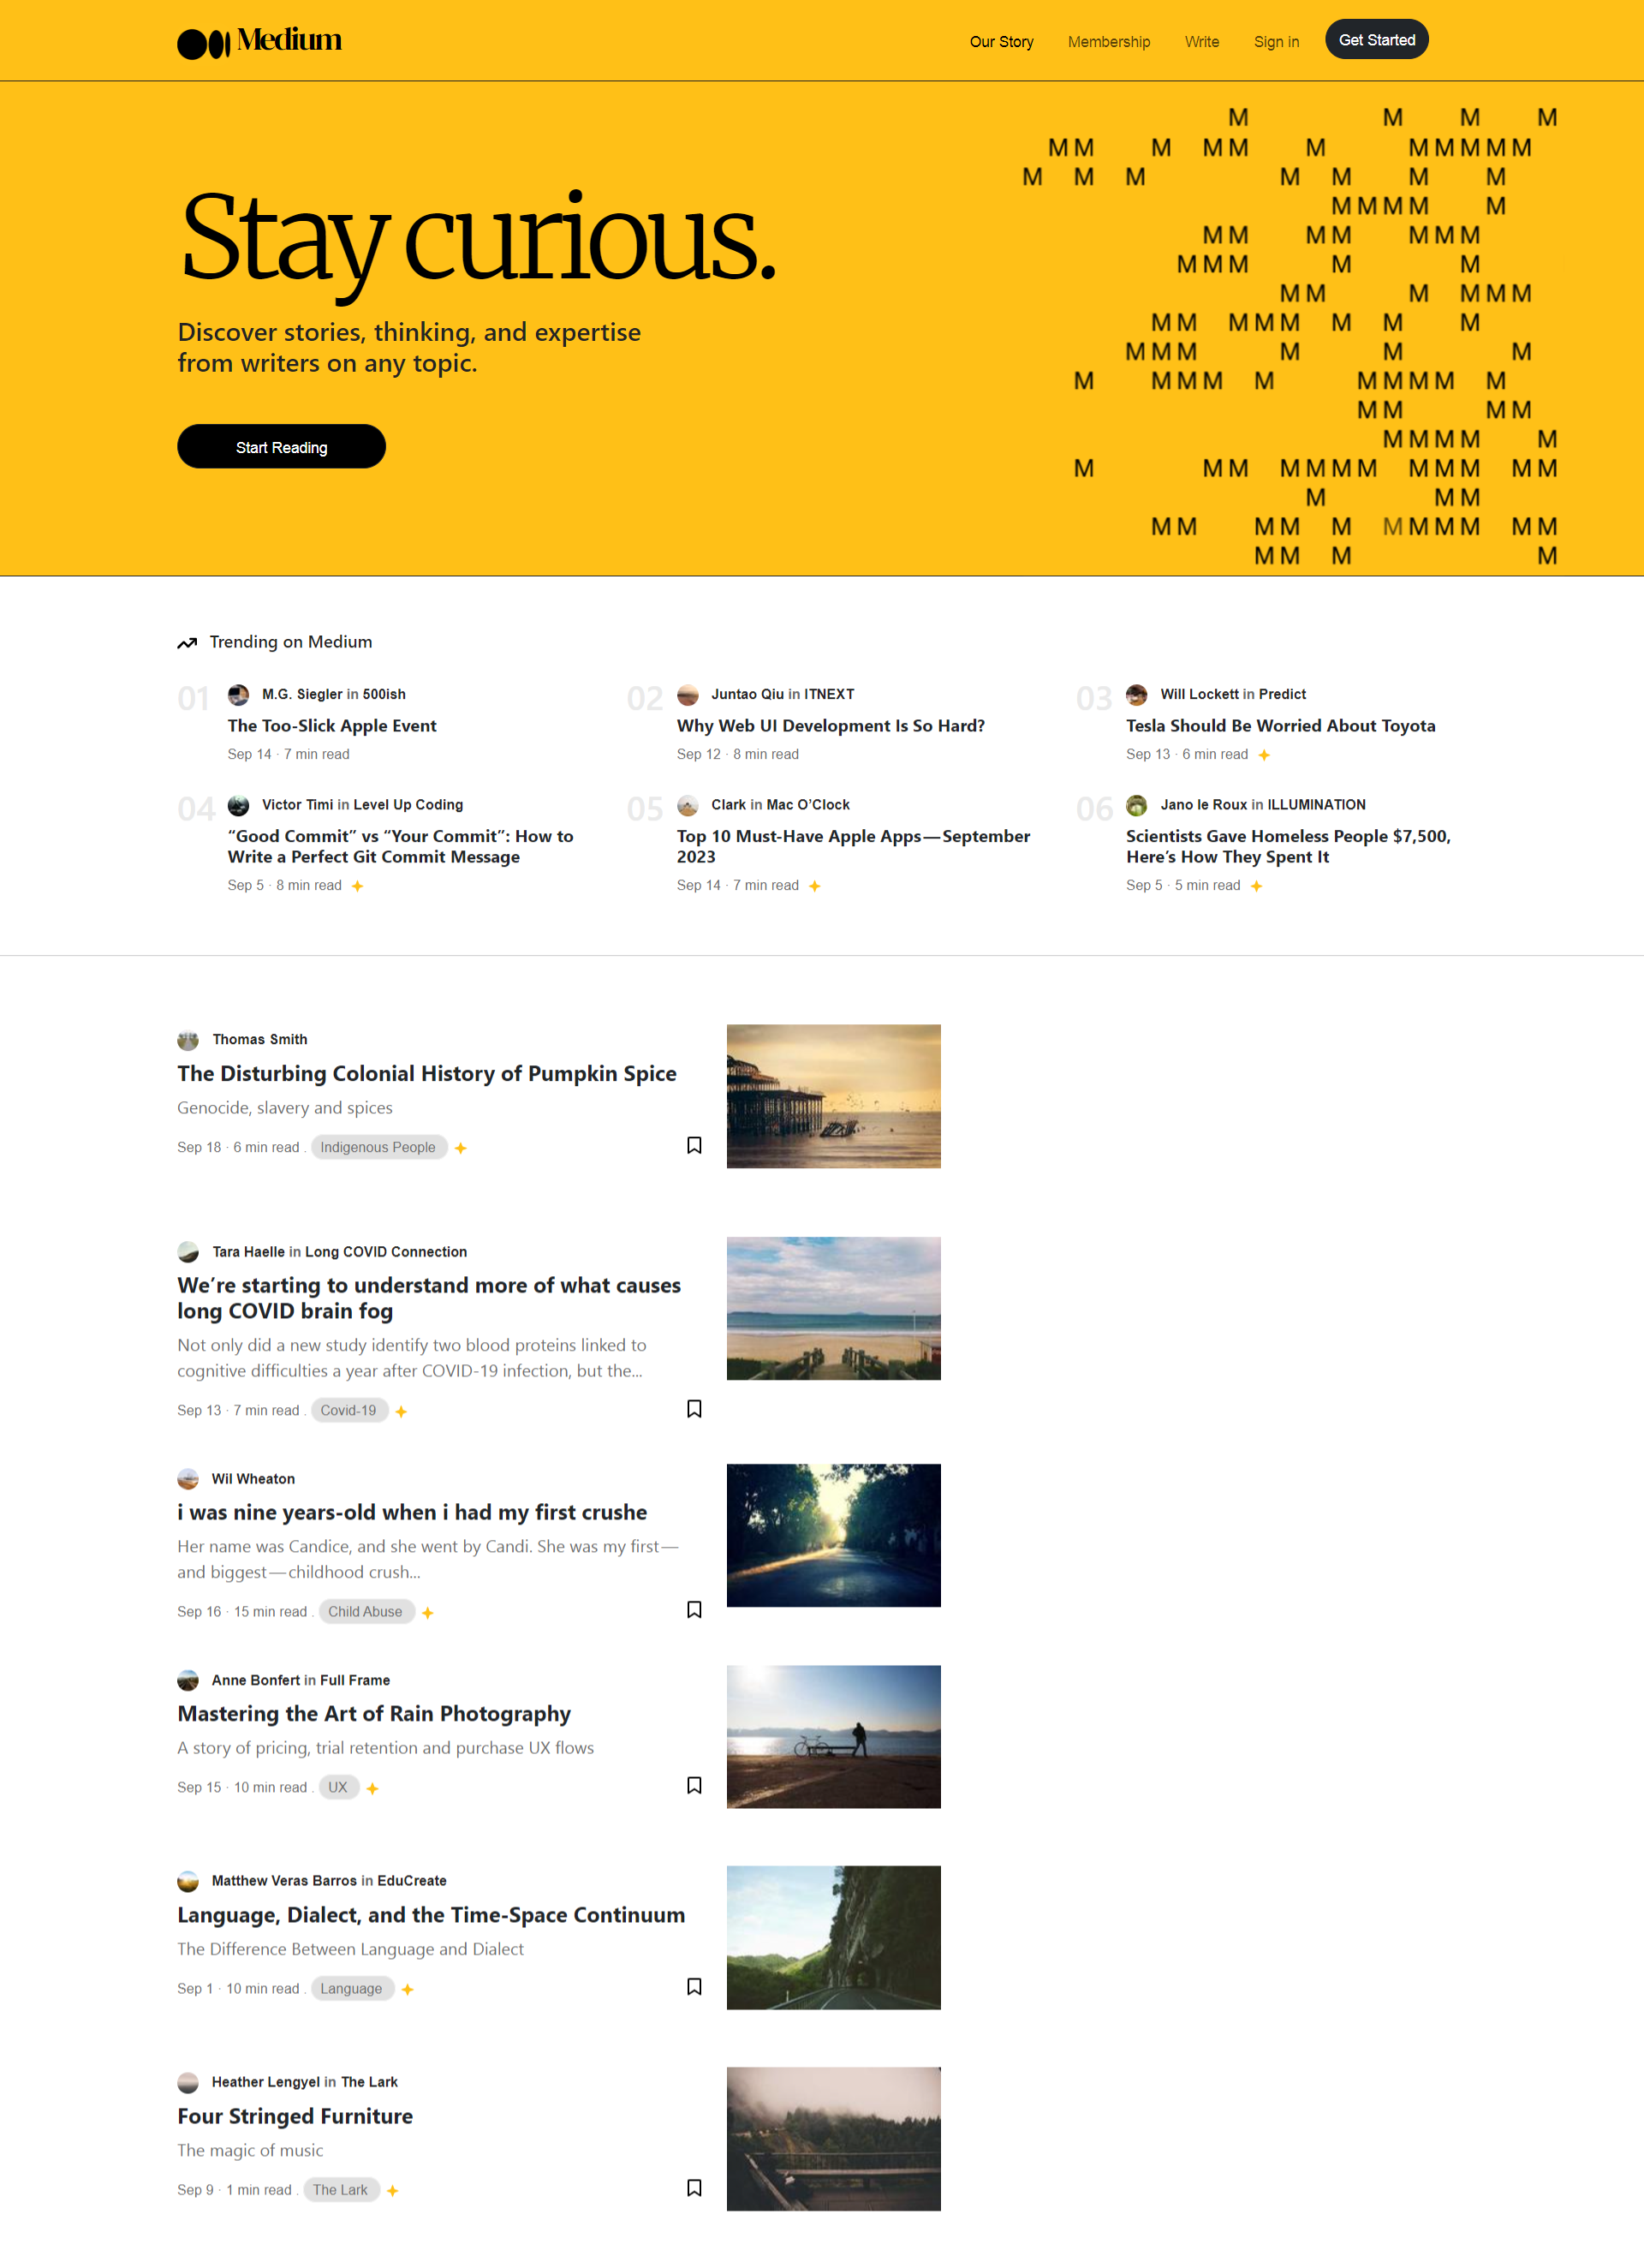 Medium
Our Story Membership Write Sign in Get Started
M M M M
M M M M M M M M M M M
M M M M M M M
M M M M M
M M M M M M M
M M M M M
M M M M M M
M M M M M M M M
M M M M M M
M M M M M M M M M M
M M M M
M M M M M
M M M M M M M M M M M M
M M M
M M M M M M M M M M M
M M M M
Stay curious.
Discover stories, thinking, and expertise
from writers on any topic.
Start Reading
Trending on Medium
01 M.G. Siegler in 500ish
The Too-Slick Apple Event
Sep 14 · 7 min read
02 Juntao Qiu in ITNEXT
Why Web UI Development Is So Hard?
Sep 12 · 8 min read
03 Will Lockett in Predict
Tesla Should Be Worried About Toyota
Sep 13 · 6 min read
04 Victor Timi in Level Up Coding
“Good Commit” vs “Your Commit”: How to
Write a Perfect Git Commit Message
Sep 5 · 8 min read
05 Clark in Mac O’Clock
Top 10 Must-Have Apple Apps — September
2023
Sep 14 · 7 min read
06 Jano le Roux in ILLUMINATION
Scientists Gave Homeless People $7,500,
Here’s How They Spent It
Sep 5 · 5 min read
Thomas Smith
The Disturbing Colonial History of Pumpkin Spice
Genocide, slavery and spices
Sep 18 · 6 min read . Indigenous People
Tara Haelle in Long COVID Connection
We’re starting to understand more of what causes
long COVID brain fog
Not only did a new study identify two blood proteins linked to
cognitive difficulties a year after COVID-19 infection, but the...
Sep 13 · 7 min read . Covid-19
Wil Wheaton
i was nine years-old when i had my first crushe
Her name was Candice, and she went by Candi. She was my first —
and biggest — childhood crush...
Sep 16 · 15 min read . Child Abuse
Anne Bonfert in Full Frame
Mastering the Art of Rain Photography
A story of pricing, trial retention and purchase UX flows
Sep 15 · 10 min read . UX
Matthew Veras Barros in EduCreate
Language, Dialect, and the Time-Space Continuum
The Difference Between Language and Dialect
Sep 1 · 10 min read . Language
Heather Lengyel in The Lark
Four Stringed Furniture
The magic of music
Sep 9 · 1 min read . The Lark